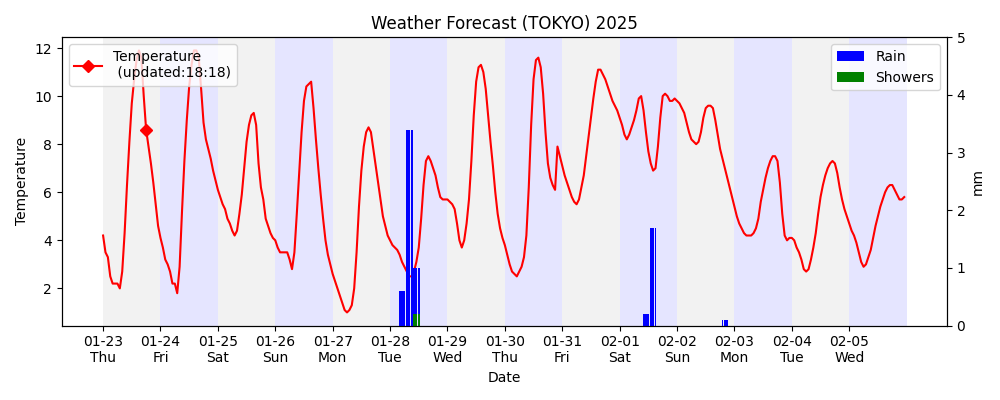 Weather Forecast (TOKYO) 2025
Temperature
(updated:18:18)
Rain
Showers
12
10
8
6
4
2
Temperature
5
4
3
2
1
0
mm
01-23 01-24 01-25 01-26 01-27 01-28 01-29 01-30 01-31 02-01 02-02 02-03 02-04 02-05
Thu Fri Sat Sun Mon Tue Wed Thu Fri Sat Sun Mon Tue Wed
Date